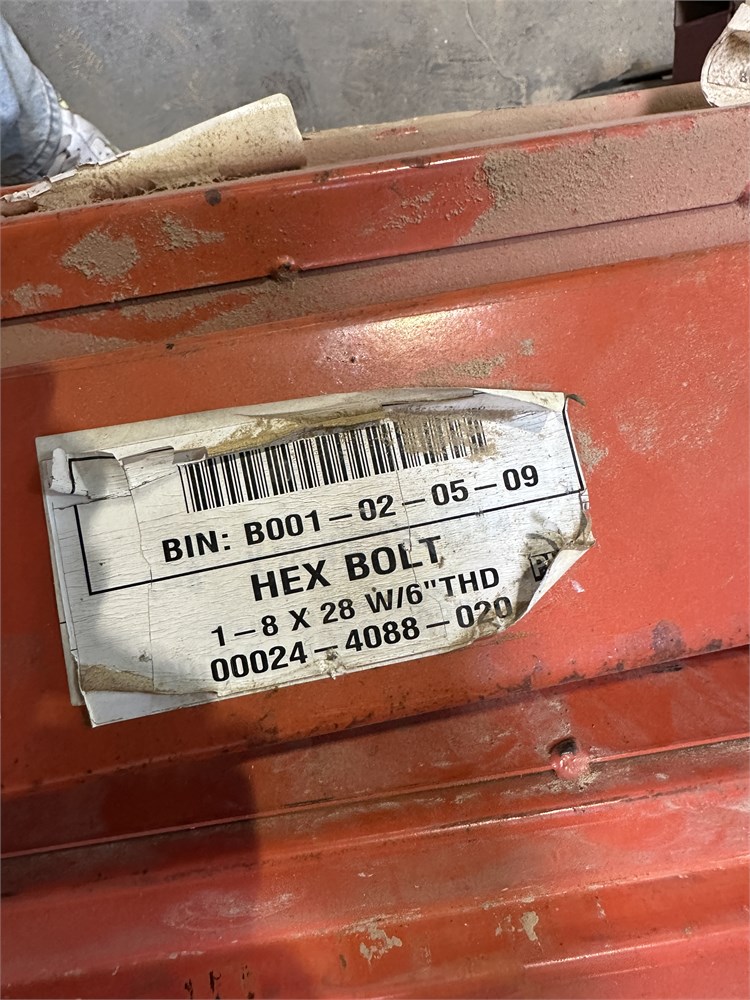 BIN: B001-02-05-09
HEX BOLT
1-8 X 28 W/6"THD
00024-4088-020